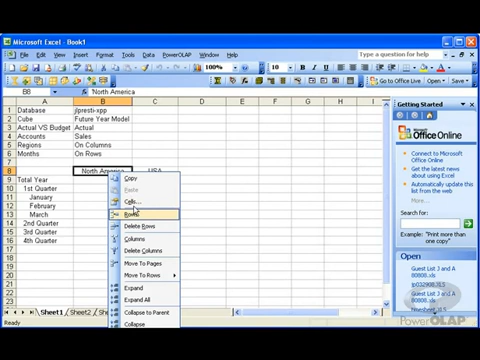 Microsoft Excel - Book1
File Edit View Insert Format Tools Data PowerOLAP Window Help
Type a question for help
100%
10
B
Go to Office Live Open Save
B8 North America
A B C D E F
1 Database jlpresti-xpp
2 Cube Future Year Model
3 Actual VS Budget Actual
4 Accounts Sales
5 Regions On Columns
6 Months On Rows
7
8 North America USA
9 Total Year
10 1st Quarter
11 January
12 February
13 March
14 2nd Quarter
15 3rd Quarter
16 4th Quarter
17
18
19
20
21
22
23
Copy
Paste
Cells...
Rows
Delete Rows
Columns
Delete Columns
Move To Pages
Move To Rows
Expand
Expand All
Collapse to Parent
Collapse
Sheet1 Sheet2
Ready
Getting Started
Microsoft
Office Online
Connect to Microsoft Office Online
Get the latest news about using Excel
Automatically update this list from the web
More...
Search for:
Example: "Print more than one copy"
Open
Guest List J and A 80808.xls
Guest List J and A
PowerOLAP